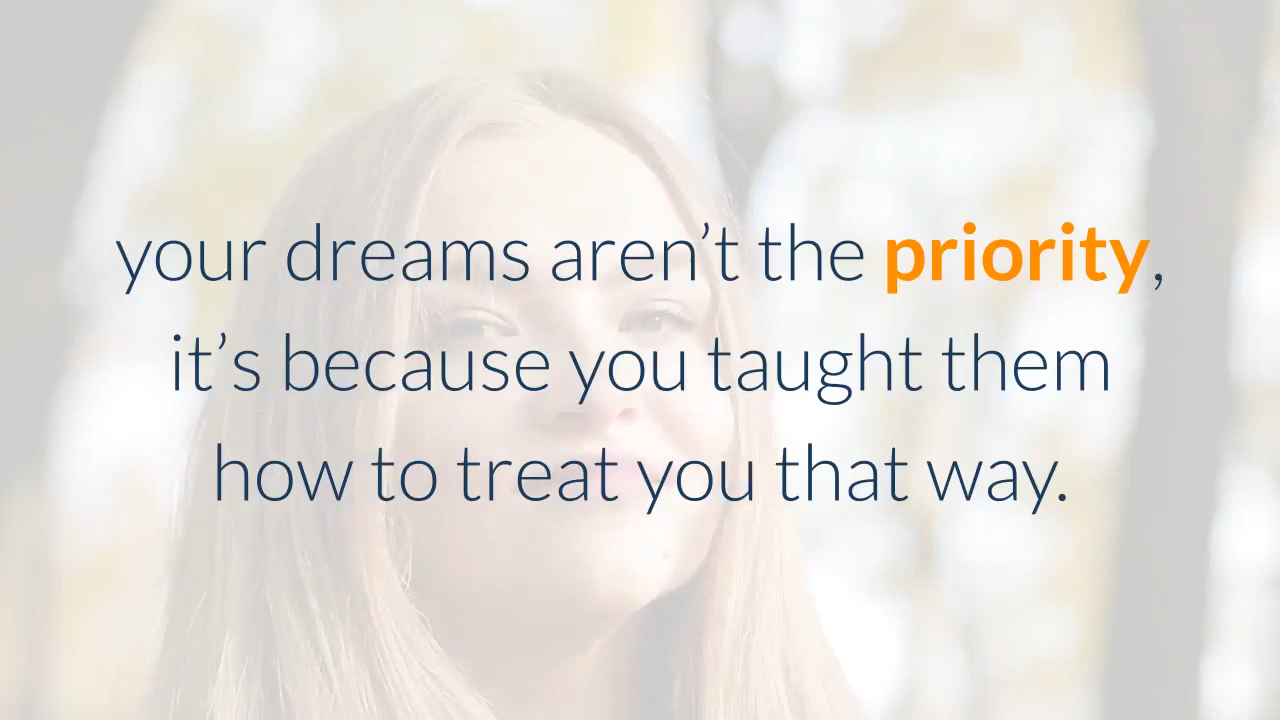 your dreams aren’t the priority,
it’s because you taught them
how to treat you that way.